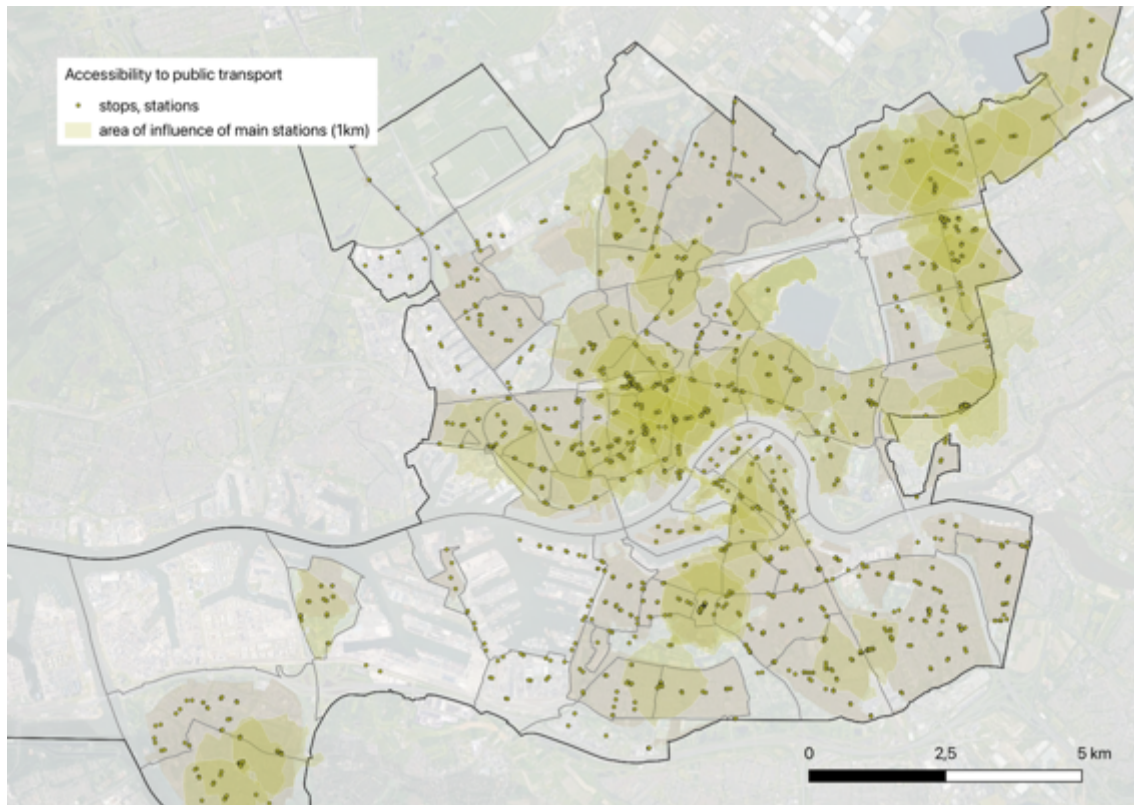 Accessibility to public transport
stops, stations
area of influence of main stations (1km)
0 2,5 5 km